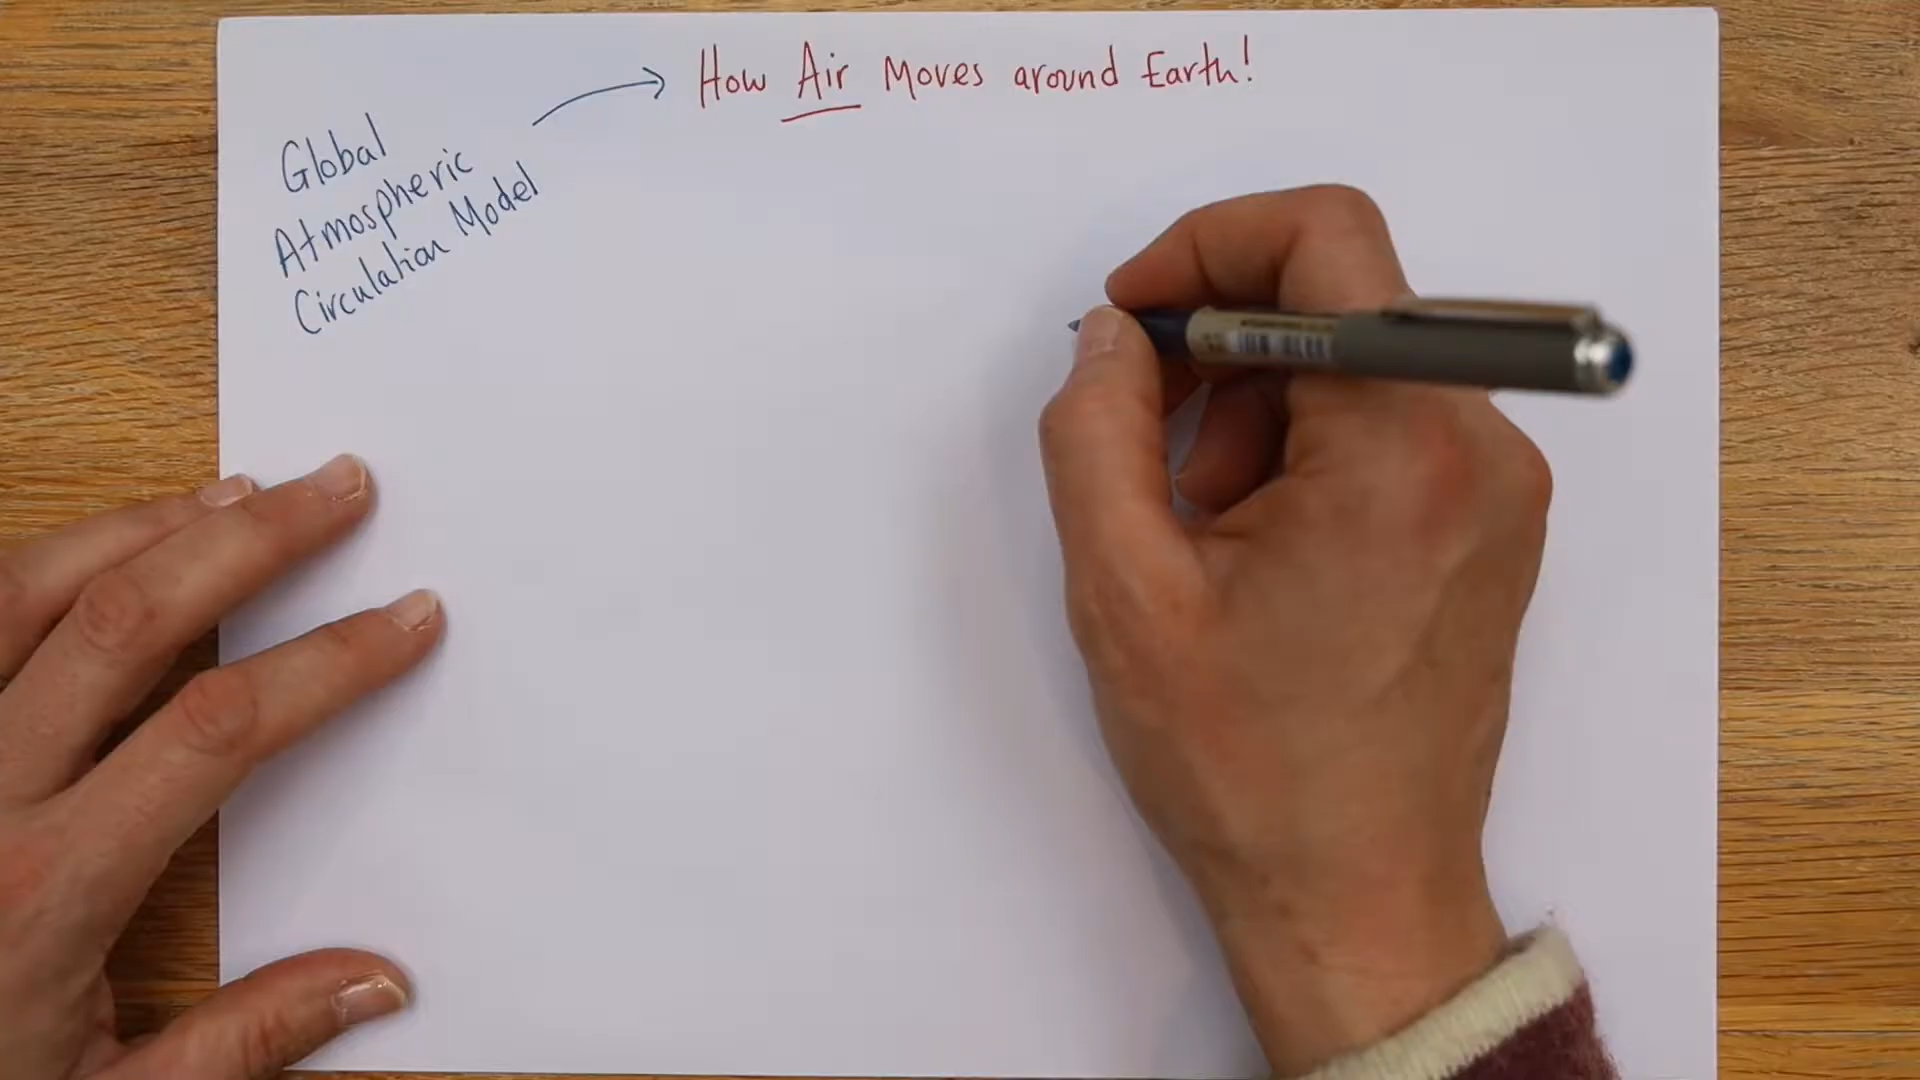 How Air Moves around Earth!
Global
Atmospheric
Circulation Model